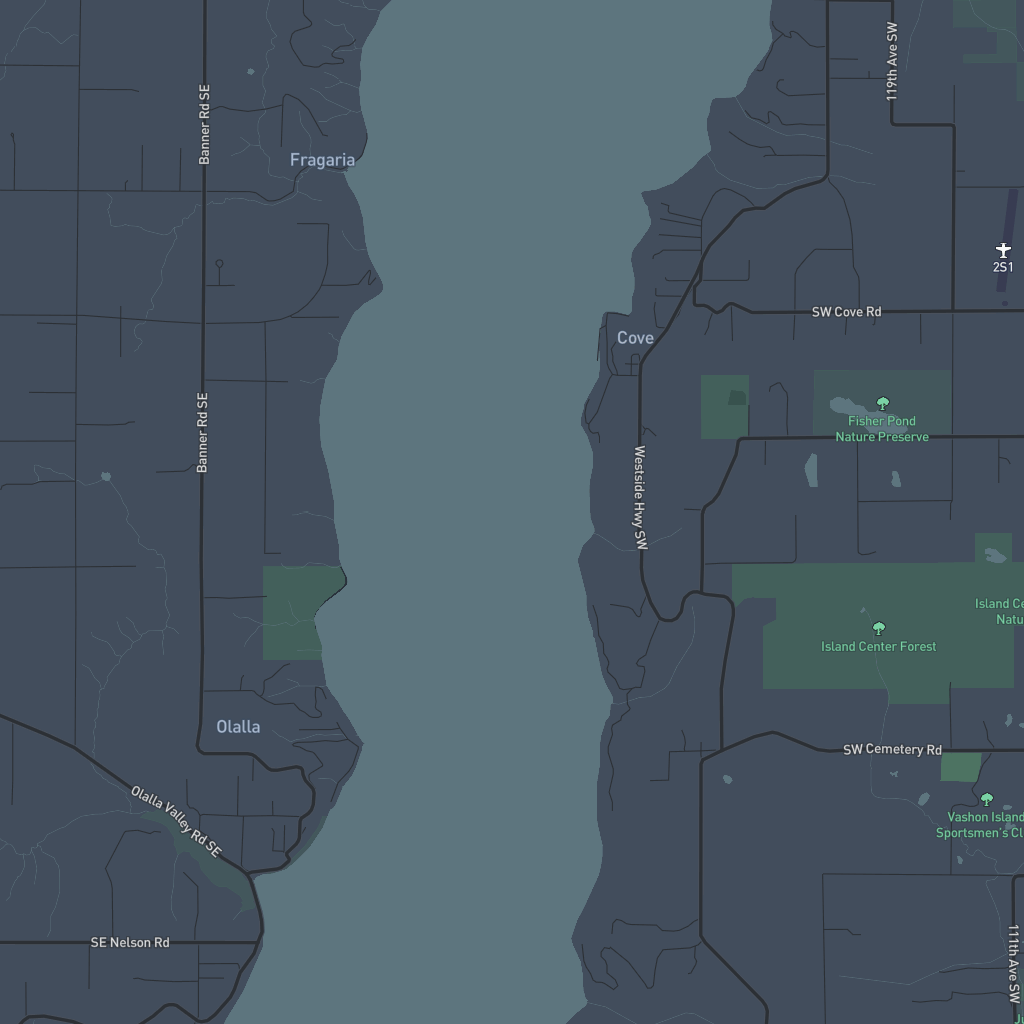 119th Ave SW
Banner Rd SE
Fragaria
2S1
SW Cove Rd
Cove
Banner Rd SE
Fisher Pond
Nature Preserve
Westside Hwy SW
Island Ce
Natu
Island Center Forest
Olalla
SW Cemetery Rd
Olalla Valley Rd SE
Vashon Island
Sportsmen's Cl
SE Nelson Rd
111th Ave SW